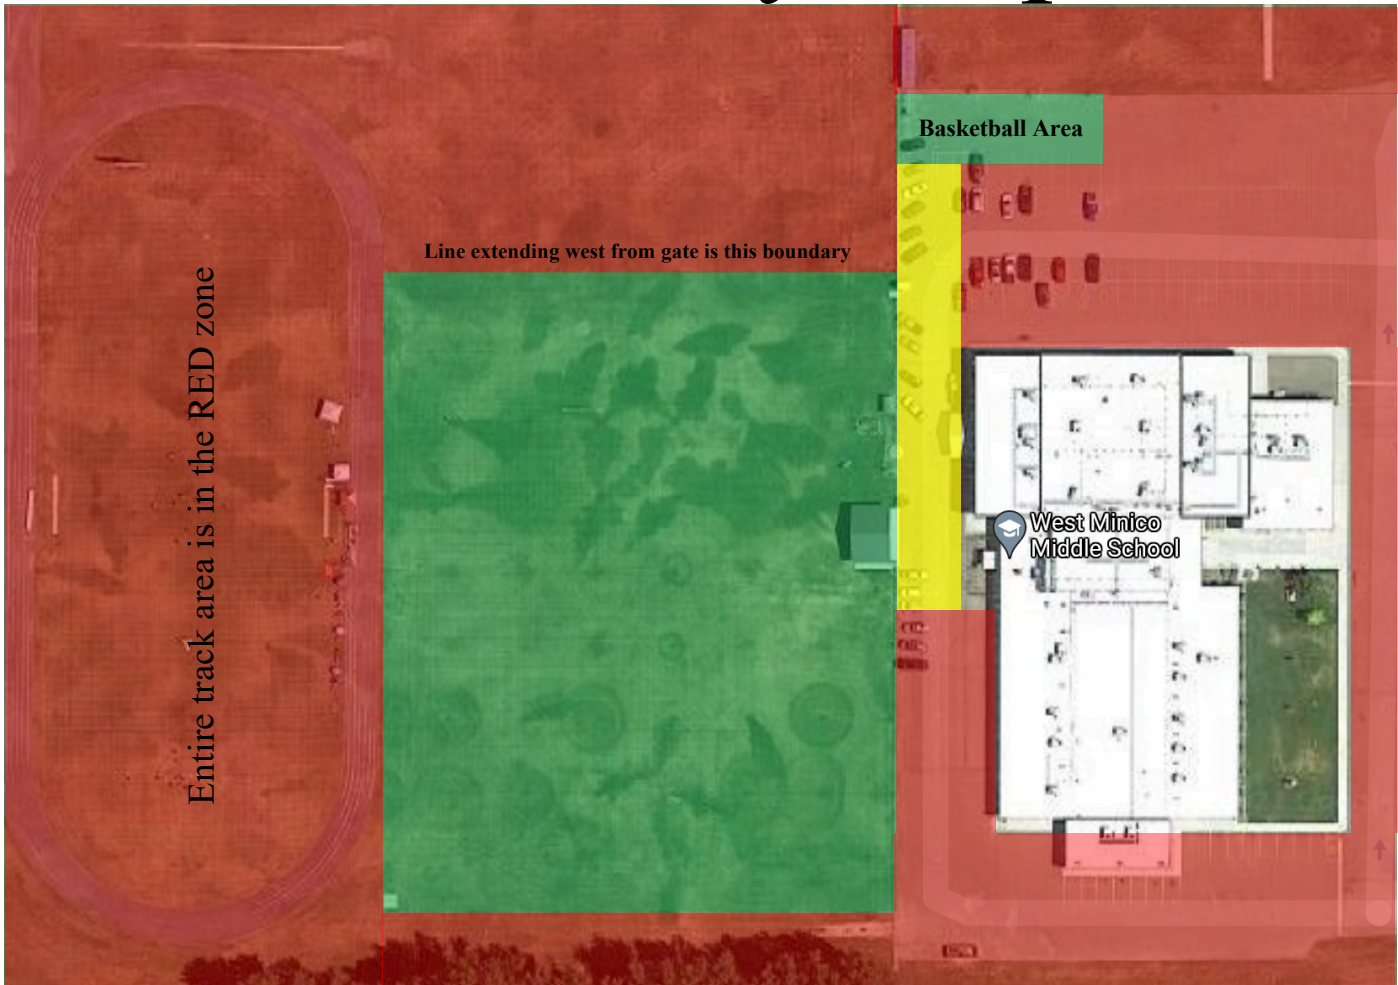 Basketball Area
Line extending west from gate is this boundary
Entire track area is in the RED zone
West Minico
Middle School